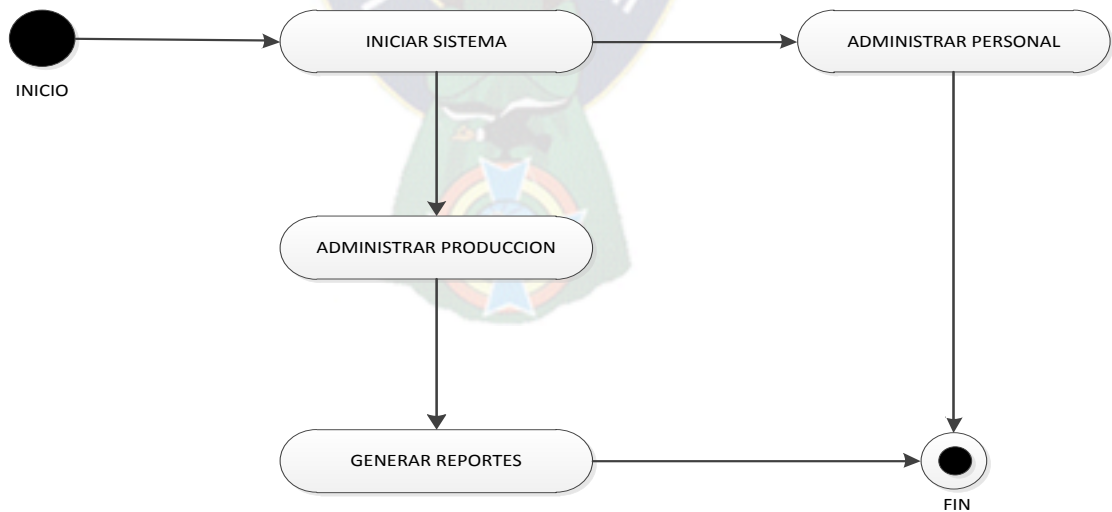 INICIAR SISTEMA
ADMINISTRAR PERSONAL
INICIO
ADMINISTRAR PRODUCCION
GENERAR REPORTES
FIN